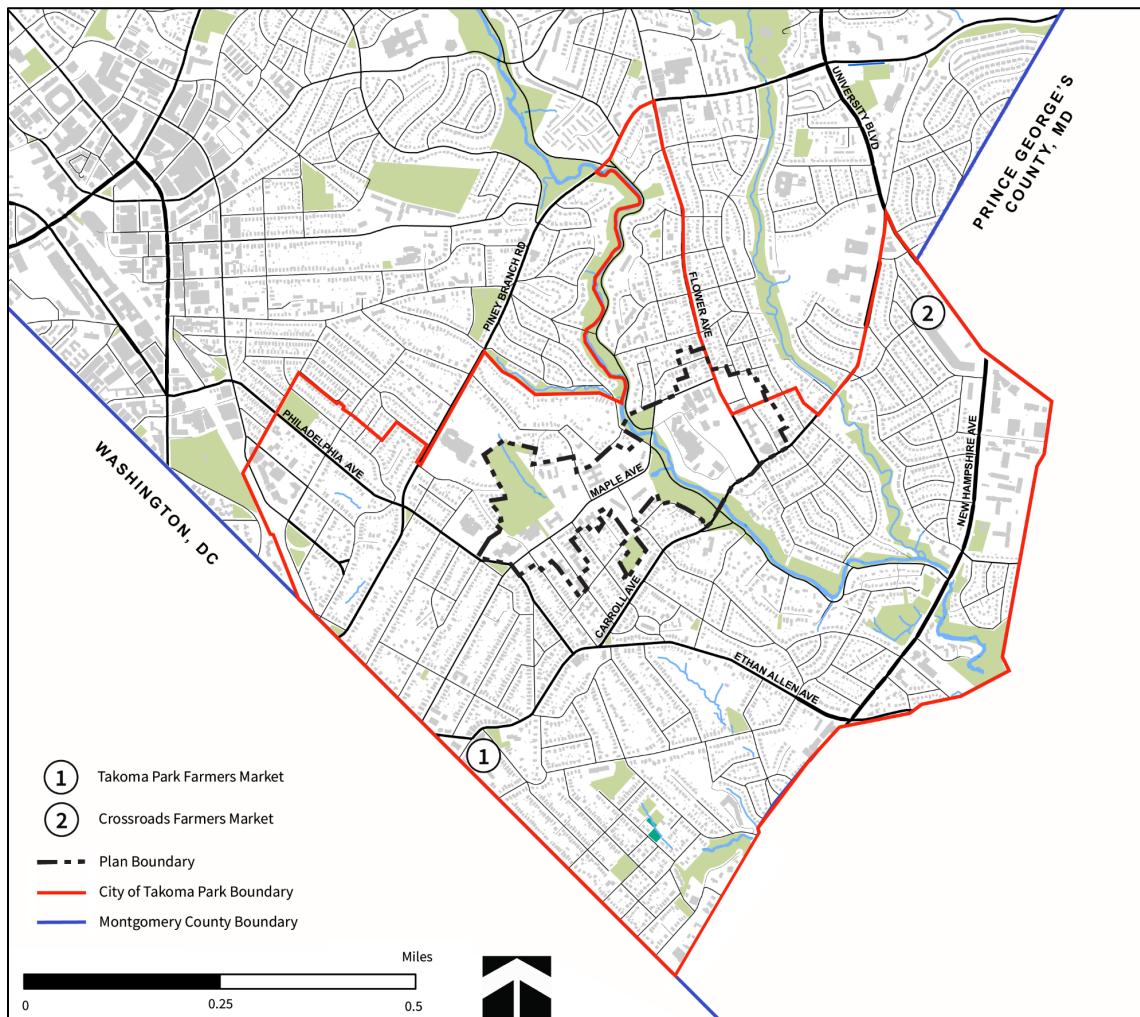 UNIVERSITY BLVD
PRINCE GEORGE'S
COUNTY, MD
2
PINEY BRANCH RD
FLOWER AVE
PHILADELPHIA AVE
WASHINGTON, DC
MAPLE AVE
NEW HAMPSHIRE AVE
CARROLL AVE
ETHAN ALLEN AVE
1
1 Takoma Park Farmers Market
2 Crossroads Farmers Market
Plan Boundary
City of Takoma Park Boundary
Montgomery County Boundary
Miles
0 0.25 0.5